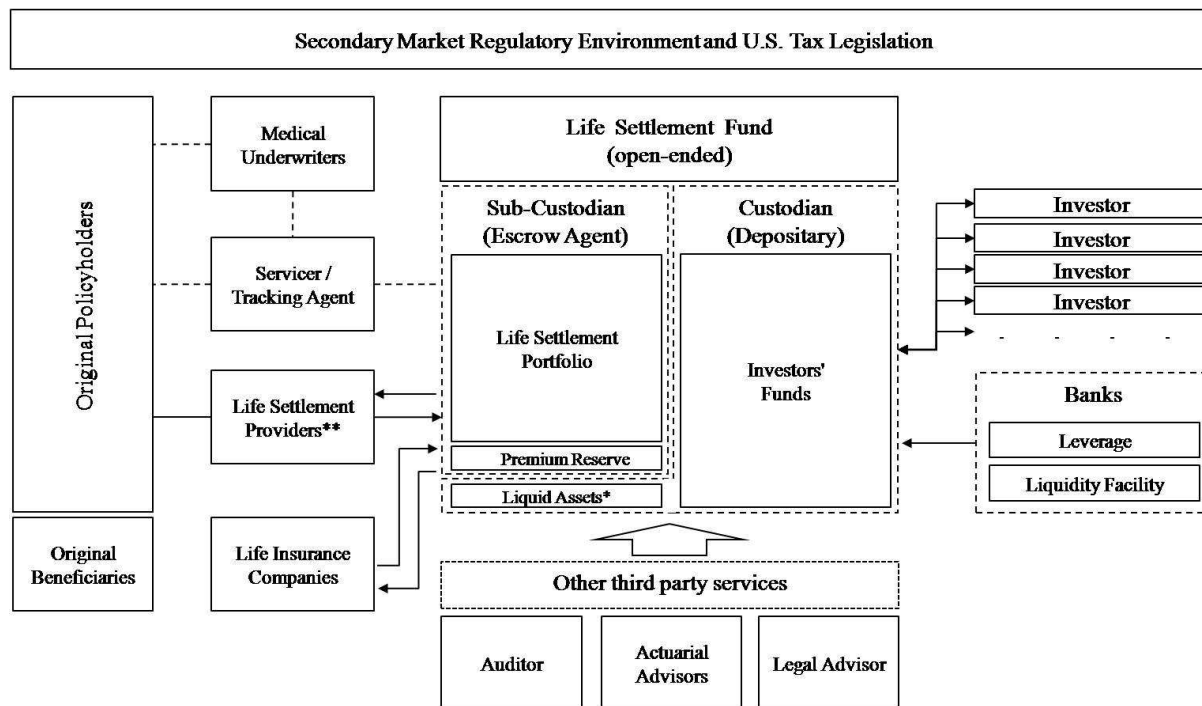 Secondary Market Regulatory Environment and U.S. Tax Legislation
Original Policyholders
Original
Beneficiaries
Medical
Underwriters
Servicer /
Tracking Agent
Life Settlement
Providers**
Life Insurance
Companies
Life Settlement Fund
(open-ended)
Sub-Custodian
(Escrow Agent)
Life Settlement
Portfolio
Premium Reserve
Liquid Assets*
Custodian
(Depositary)
Investors'
Funds
Other third party services
Auditor
Actuarial
Advisors
Legal Advisor
Investor
Investor
Investor
Investor
- - - -
Banks
Leverage
Liquidity Facility